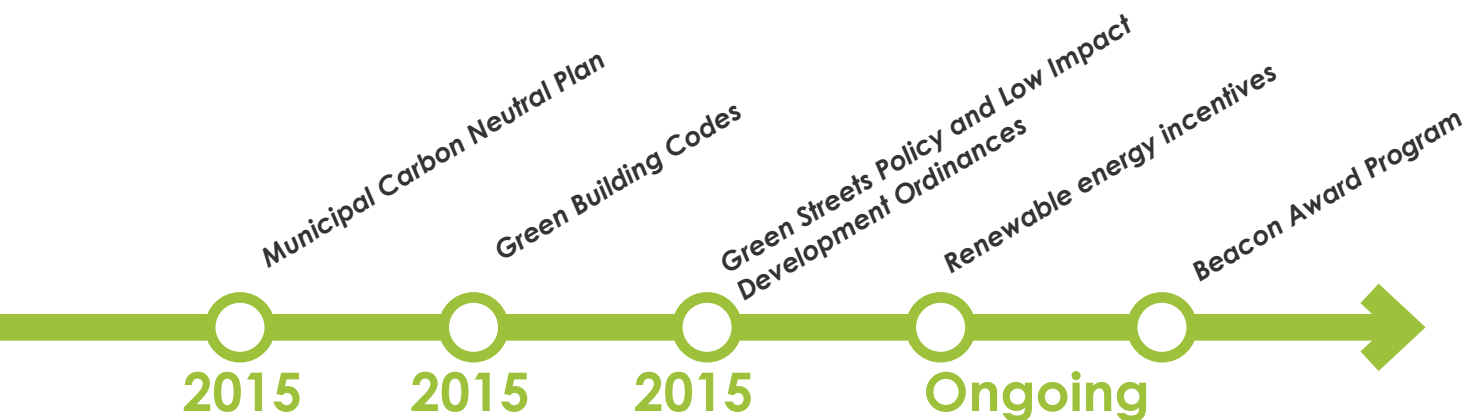 Municipal Carbon Neutral Plan
Green Building Codes
Green Streets Policy and Low Impact
Development Ordinances
Renewable energy incentives
Beacon Award Program
2015
2015
2015
Ongoing